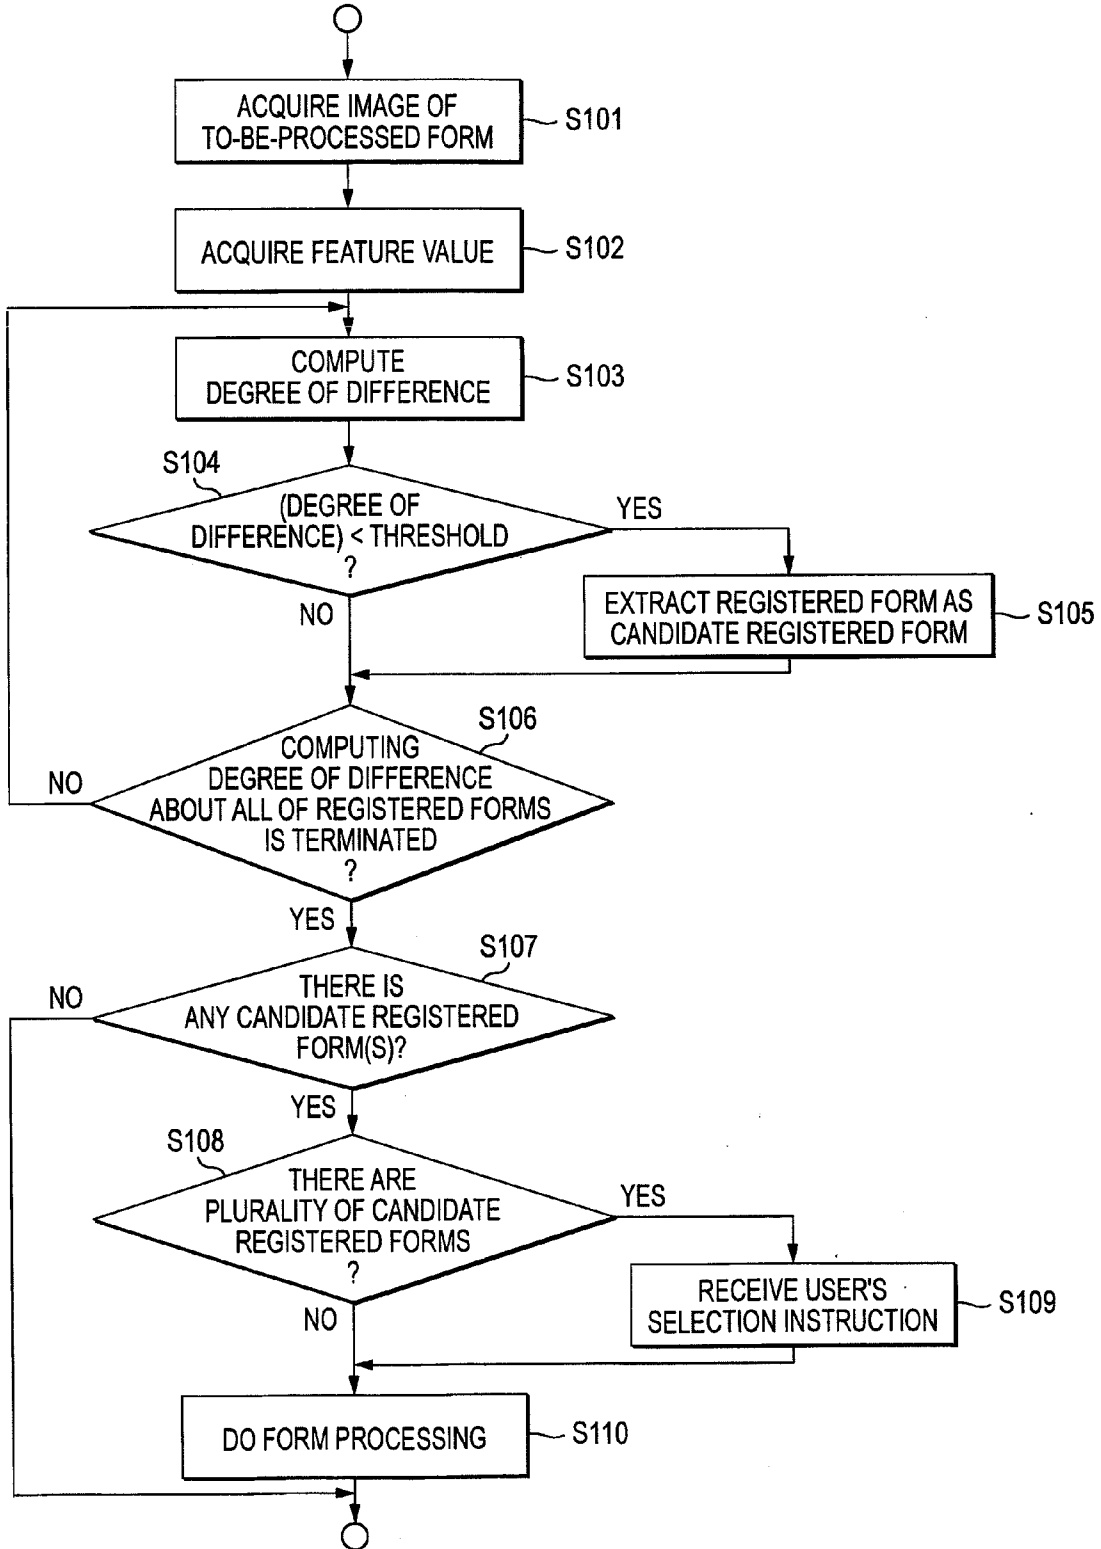 ACQUIRE IMAGE OF
TO-BE-PROCESSED FORM
S101
ACQUIRE FEATURE VALUE
S102
COMPUTE
DEGREE OF DIFFERENCE
S103
S104
(DEGREE OF
DIFFERENCE) < THRESHOLD
?
YES
NO
EXTRACT REGISTERED FORM AS
CANDIDATE REGISTERED FORM
S105
S106
COMPUTING
DEGREE OF DIFFERENCE
ABOUT ALL OF REGISTERED FORMS
IS TERMINATED
?
NO
YES
S107
THERE IS
ANY CANDIDATE REGISTERED
FORM(S)?
NO
YES
S108
THERE ARE
PLURALITY OF CANDIDATE
REGISTERED FORMS
?
YES
NO
RECEIVE USER'S
SELECTION INSTRUCTION
S109
DO FORM PROCESSING
S110